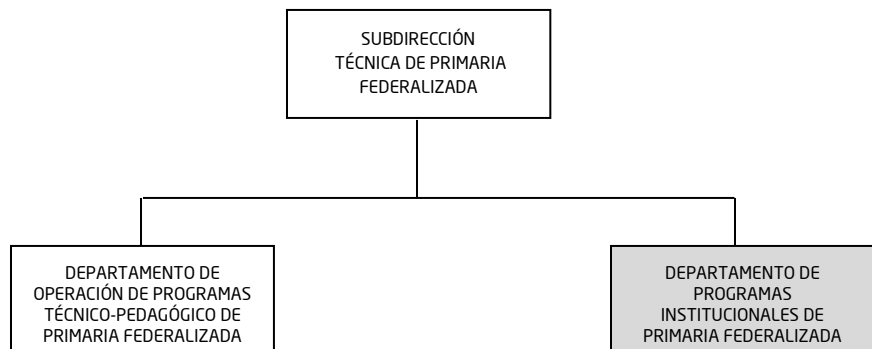 SUBDIRECCIÓN
TÉCNICA DE PRIMARIA
FEDERALIZADA
DEPARTAMENTO DE
OPERACIÓN DE PROGRAMAS
TÉCNICO-PEDAGÓGICO DE
PRIMARIA FEDERALIZADA
DEPARTAMENTO DE
PROGRAMAS
INSTITUCIONALES DE
PRIMARIA FEDERALIZADA